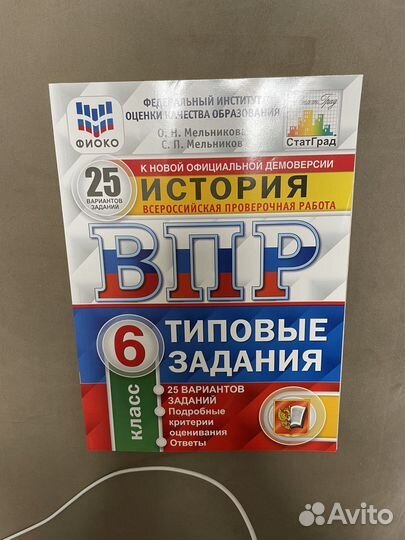 ФИОКО
ФЕДЕРАЛЬНЫЙ ИНСТИТУТ
ОЦЕНКИ КАЧЕСТВА ОБРАЗОВАНИЯ
О. Н. Мельникова
С. П. Мельников
СтатГрад
25
ВАРИАНТОВ
ЗАДАНИЙ
К НОВОЙ ОФИЦИАЛЬНОЙ ДЕМОВЕРСИИ
ИСТОРИЯ
ВСЕРОССИЙСКАЯ ПРОВЕРОЧНАЯ РАБОТА
ВПР
6
класс
ТИПОВЫЕ
ЗАДАНИЯ
25 ВАРИАНТОВ
ЗАДАНИЙ
Подробные
критерии
оценивания
Ответы
Avito